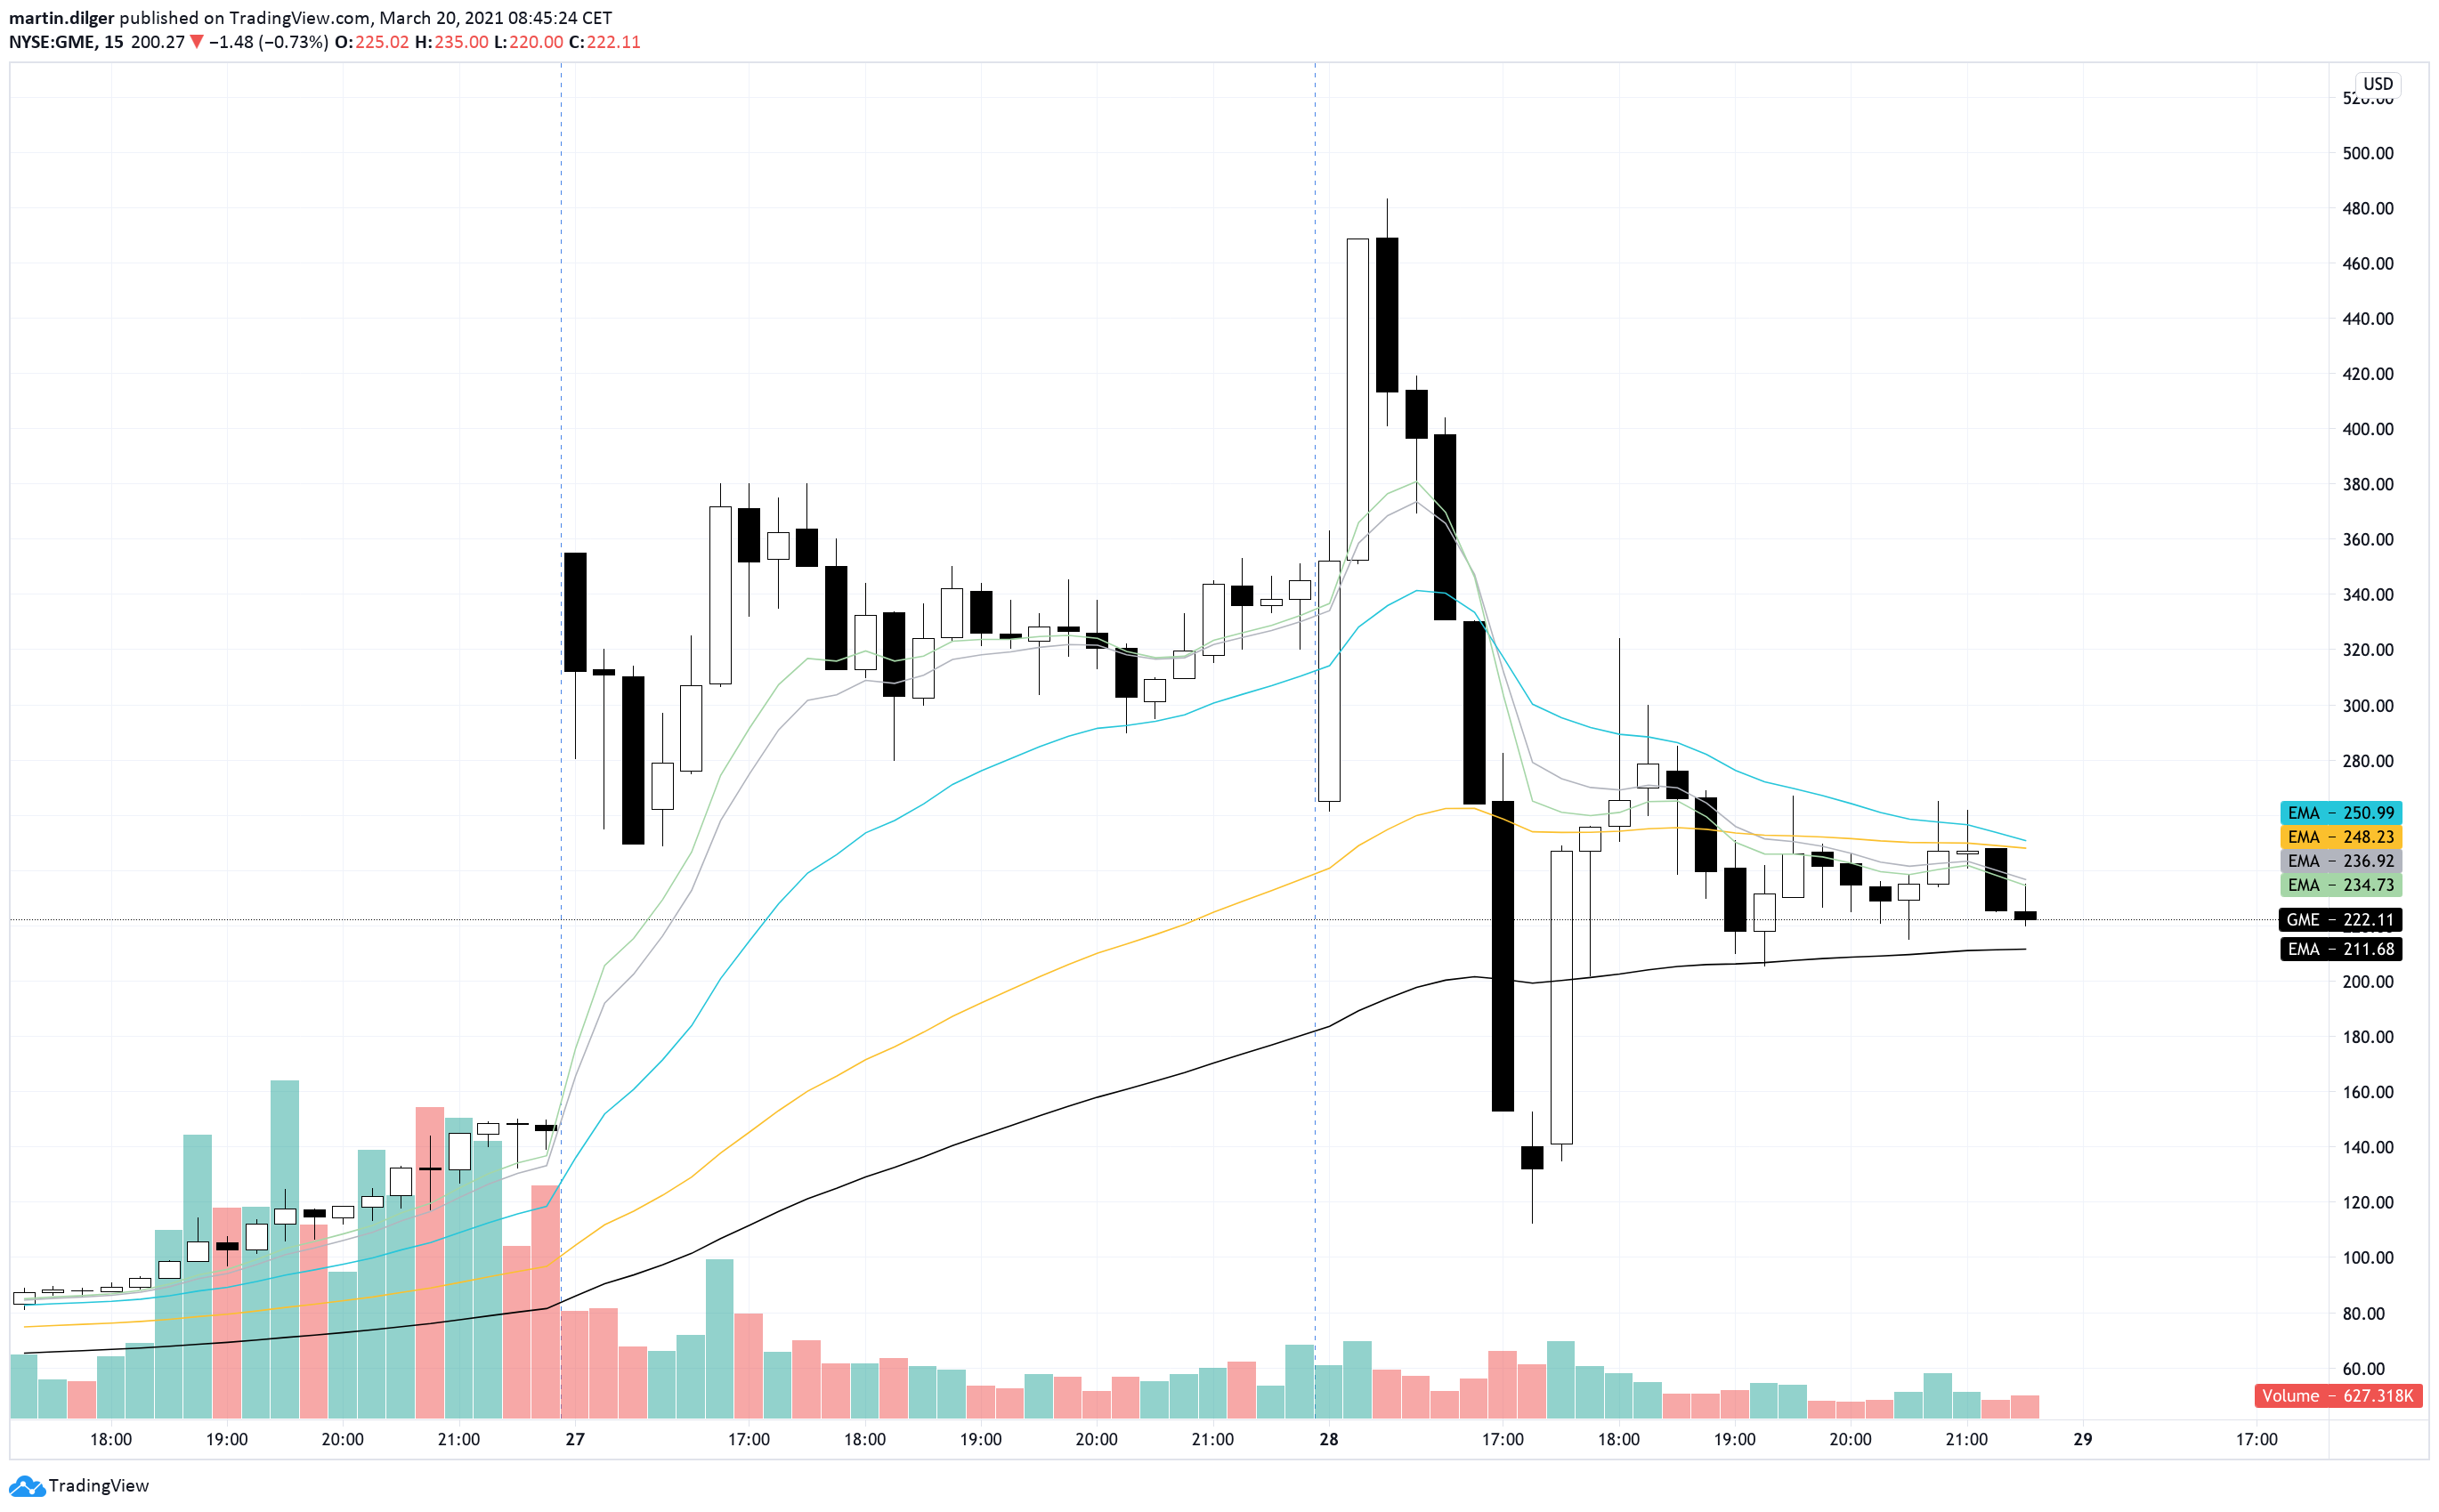 martin.dilger published on TradingView.com, March 20, 2021 08:45:24 CET
NYSE:GME, 15 200.27 ▼ −1.48 (−0.73%) O:225.02 H:235.00 L:220.00 C:222.11
USD
520.00
500.00
480.00
460.00
440.00
420.00
400.00
380.00
360.00
340.00
320.00
300.00
280.00
EMA − 250.99
EMA − 248.23
EMA − 236.92
EMA − 234.73
GME − 222.11
EMA − 211.68
200.00
180.00
160.00
140.00
120.00
100.00
80.00
60.00
Volume − 627.318K
18:00 19:00 20:00 21:00 27 17:00 18:00 19:00 20:00 21:00 28 17:00 18:00 19:00 20:00 21:00 29 17:00
TradingView